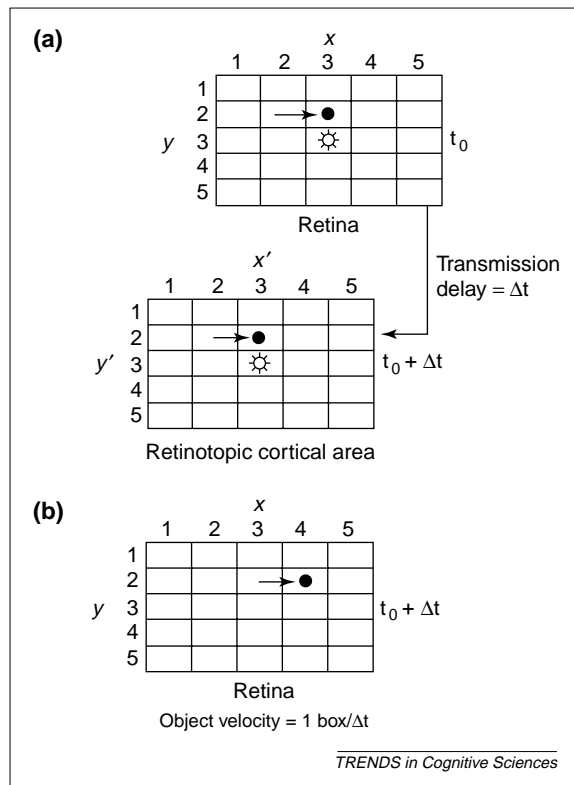 (a)
x
1 2 3 4 5
1
2
y 3 t0
4
5
Retina
Transmission
delay = Δt
x′
1 2 3 4 5
1
2
y′ 3 t0 + Δt
4
5
Retinotopic cortical area
(b)
x
1 2 3 4 5
1
2
y 3 t0 + Δt
4
5
Retina
Object velocity = 1 box/Δt
TRENDS in Cognitive Sciences